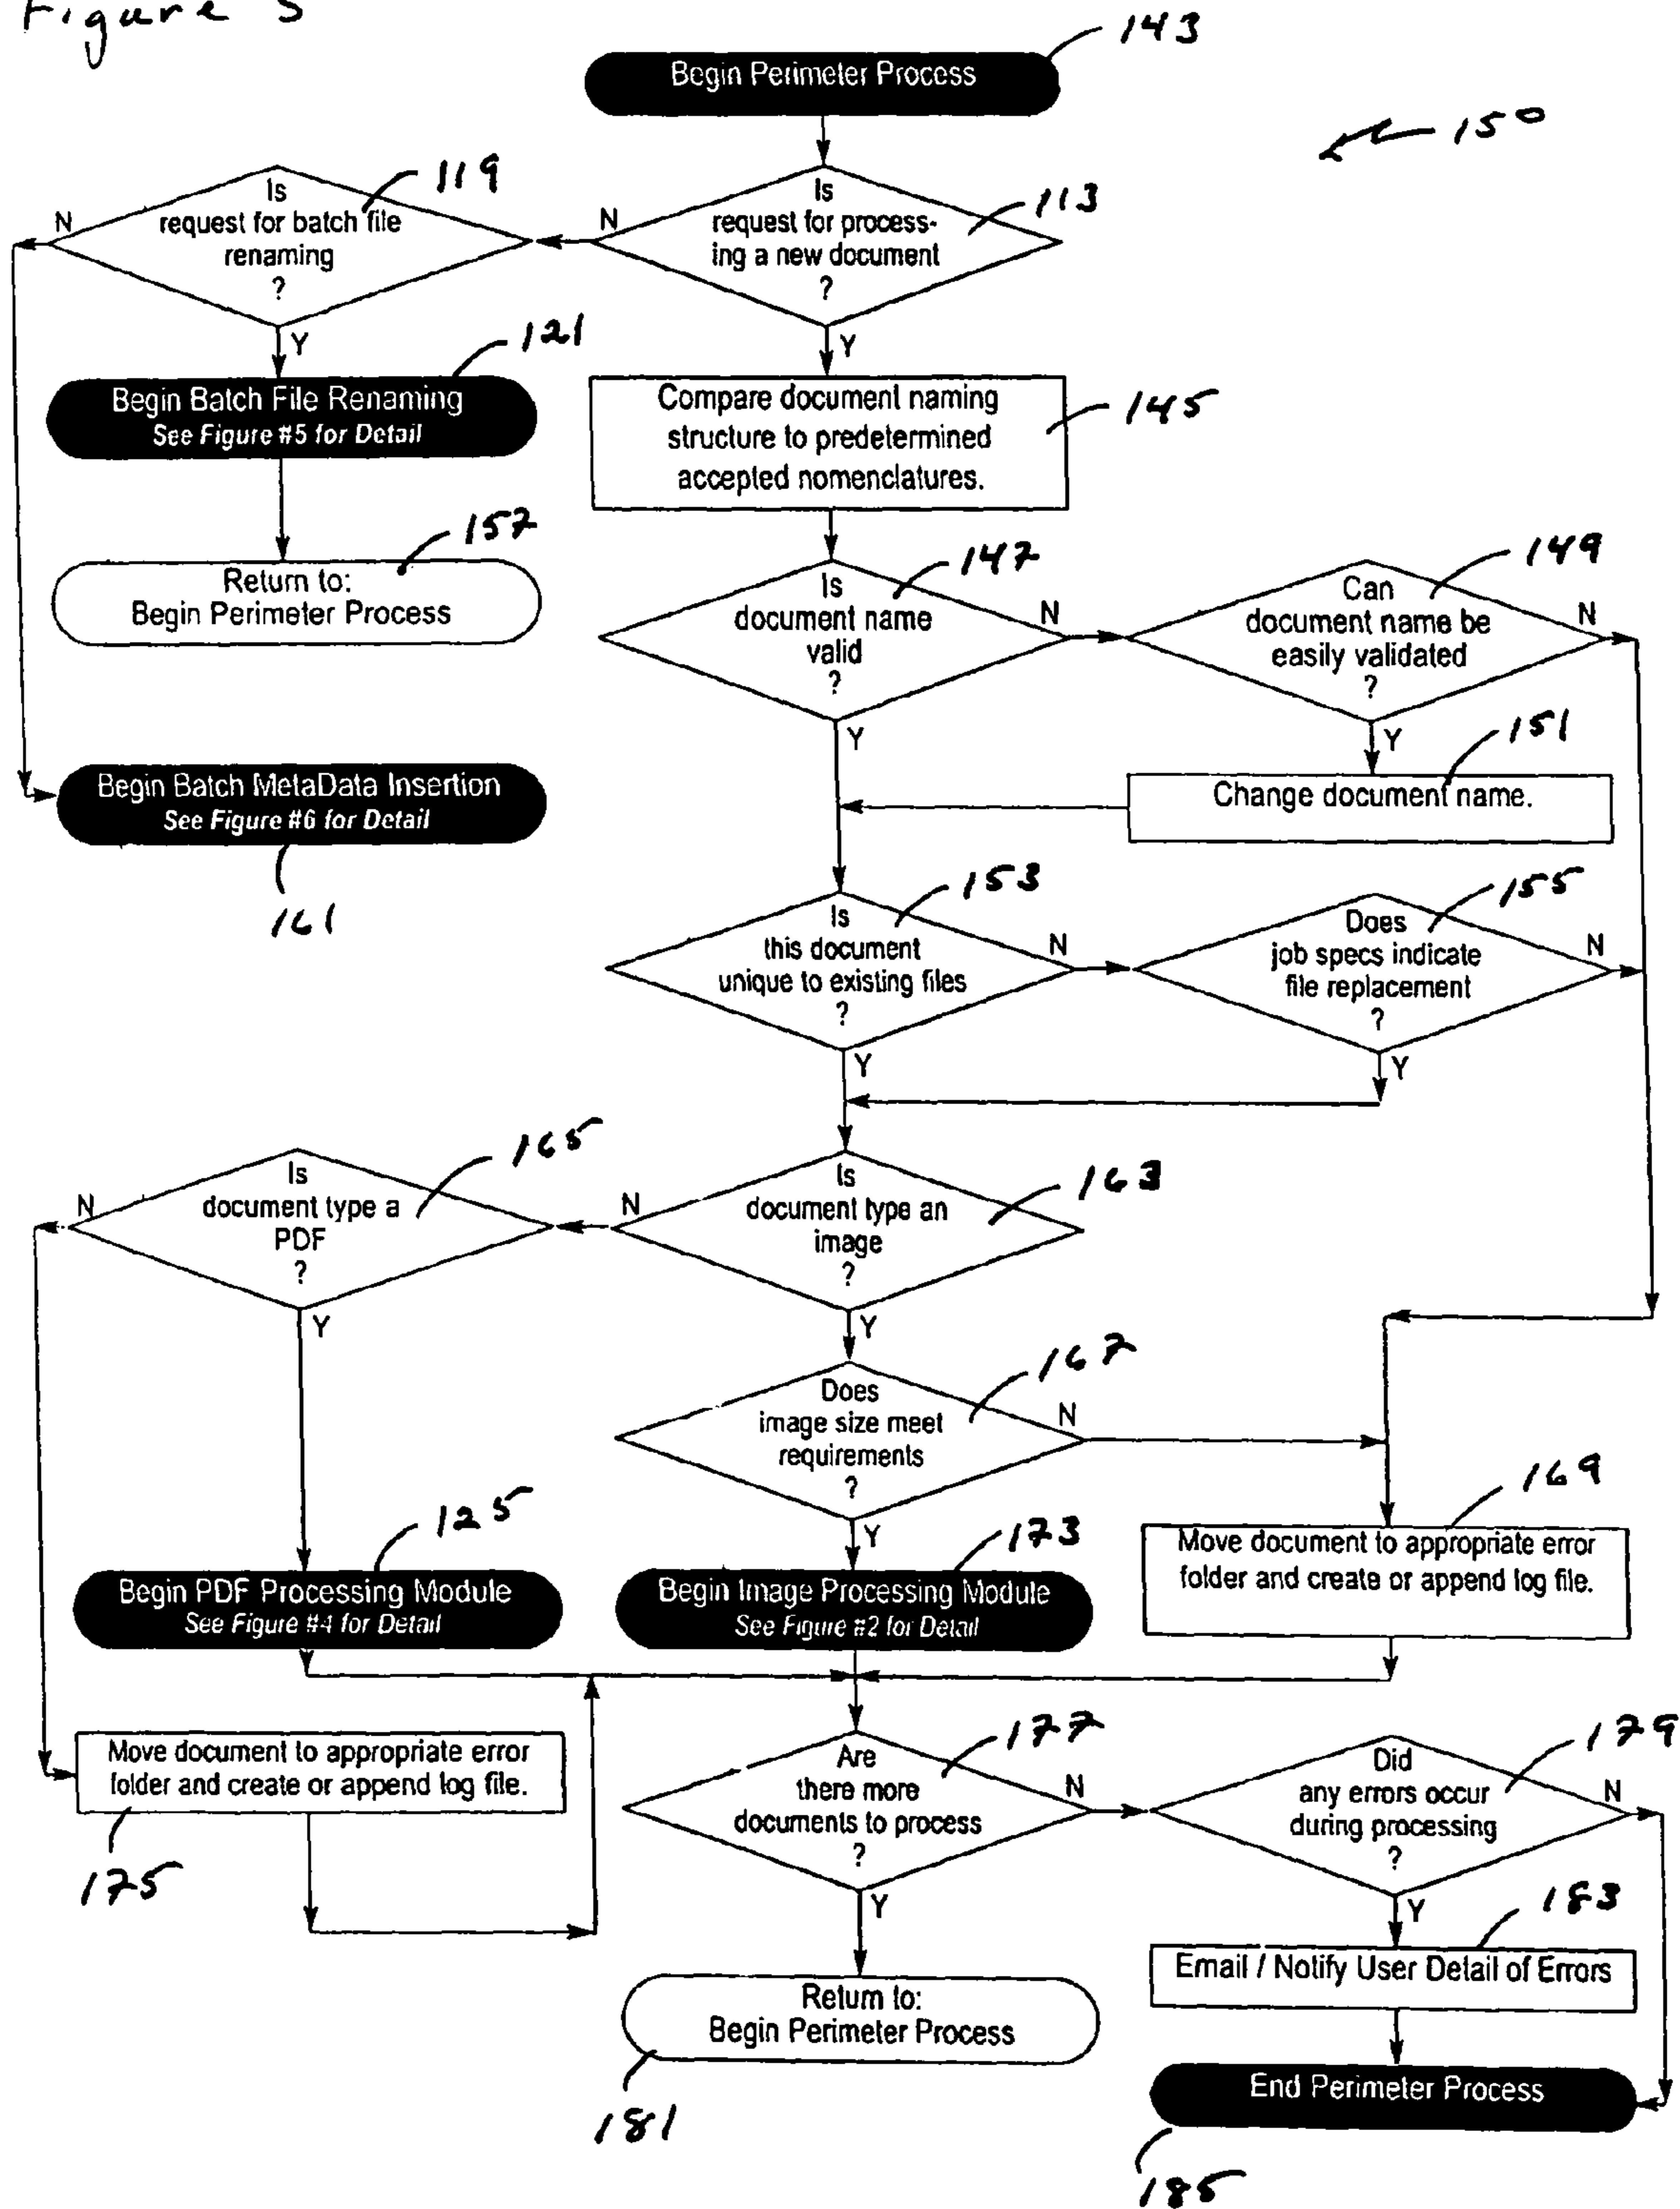 Figure 3
143
Begin Perimeter Process
150
119
Is
request for batch file
renaming
?
N
Y
113
Is
request for process-
ing a new document
?
N
Y
121
Begin Batch File Renaming
See Figure #5 for Detail
Compare document naming
structure to predetermined
accepted nomenclatures.
145
157
Return to:
Begin Perimeter Process
147
Is
document name
valid
?
N
Y
149
Can
document name be
easily validated
?
N
Y
151
Change document name.
Begin Batch MetaData Insertion
See Figure #6 for Detail
161
153
Is
this document
unique to existing files
?
N
Y
155
Does
job specs indicate
file replacement
?
N
Y
165
Is
document type a
PDF
?
N
Y
163
Is
document type an
image
?
N
Y
167
Does
image size meet
requirements
?
N
Y
169
Move document to appropriate error
folder and create or append log file.
125
Begin PDF Processing Module
See Figure #4 for Detail
173
Begin Image Processing Module
See Figure #2 for Detail
Move document to appropriate error
folder and create or append log file.
175
177
Are
there more
documents to process
?
N
Y
179
Did
any errors occur
during processing
?
N
Y
183
Email / Notify User Detail of Errors
Return to:
Begin Perimeter Process
181
End Perimeter Process
185